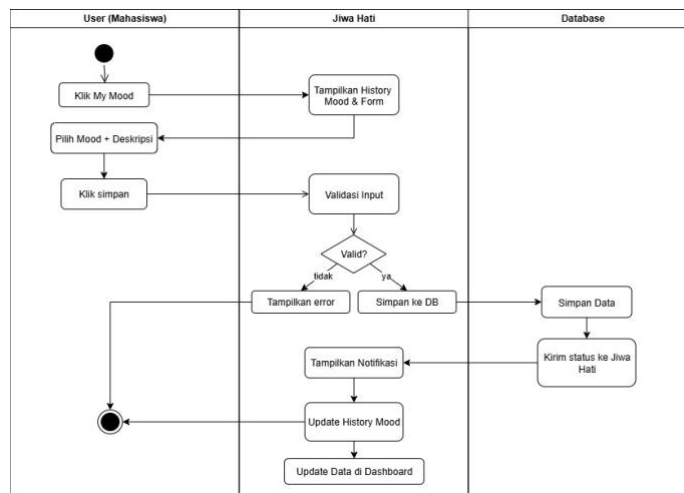 User (Mahasiswa)
Jiwa Hati
Database
Klik My Mood
Tampilkan History
Mood & Form
Pilih Mood + Deskripsi
Klik simpan
Validasi Input
Valid?
tidak
ya
Tampilkan error
Simpan ke DB
Simpan Data
Tampilkan Notifikasi
Kirim status ke Jiwa
Hati
Update History Mood
Update Data di Dashboard